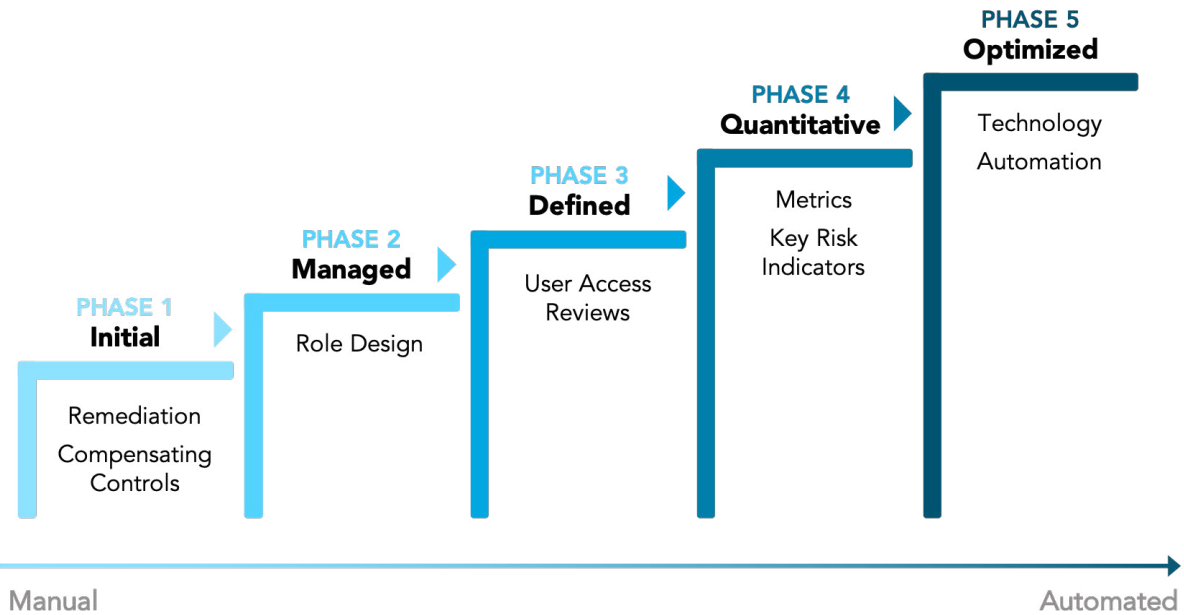 PHASE 1
Initial
Remediation
Compensating
Controls
PHASE 2
Managed
Role Design
PHASE 3
Defined
User Access
Reviews
PHASE 4
Quantitative
Metrics
Key Risk
Indicators
PHASE 5
Optimized
Technology
Automation
Manual
Automated